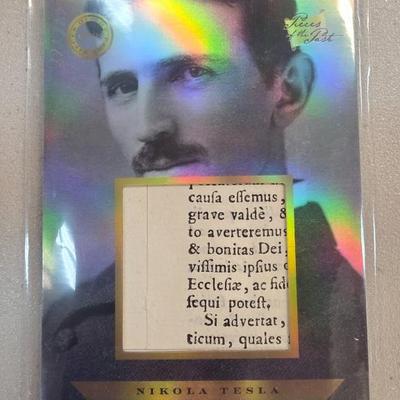 Pieces
of the Past
cauſa eſſemus,
grave valdè, &
to averteremus
& bonitas Dei,
viſſimis ipſius
Eccleſiæ, ac fid
ſequi poteſt.
Si advertat,
ticum, quales
NIKOLA TESLA